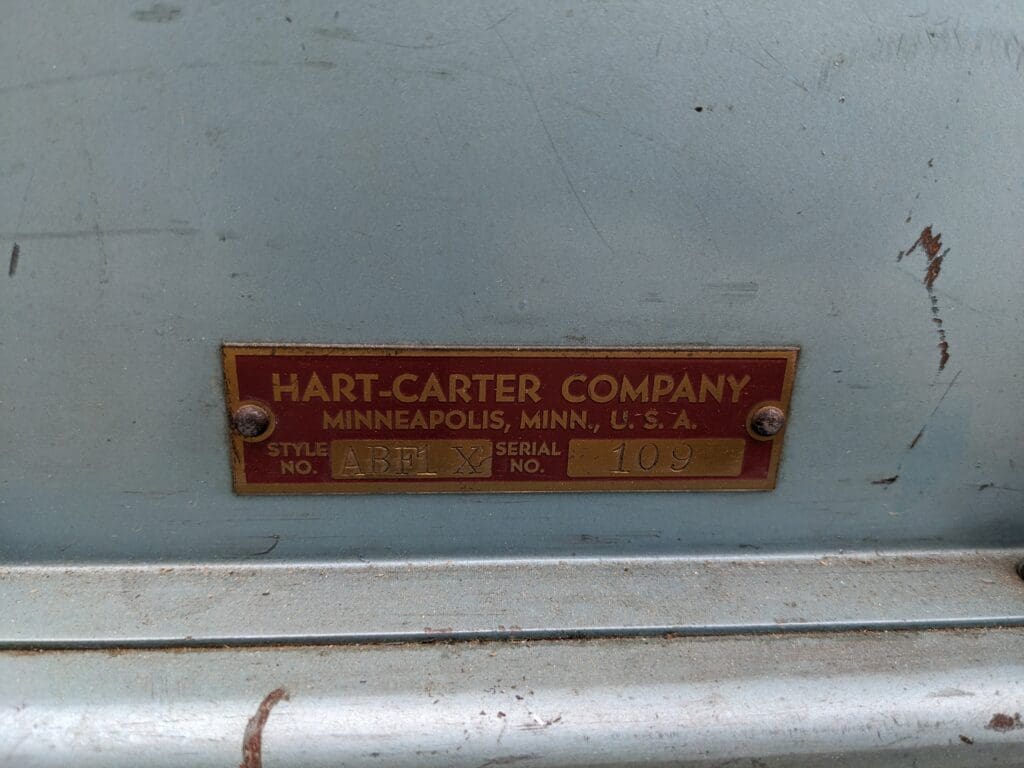 HART-CARTER COMPANY
MINNEAPOLIS, MINN., U. S. A.
STYLE NO. ABF1 X SERIAL NO. 109